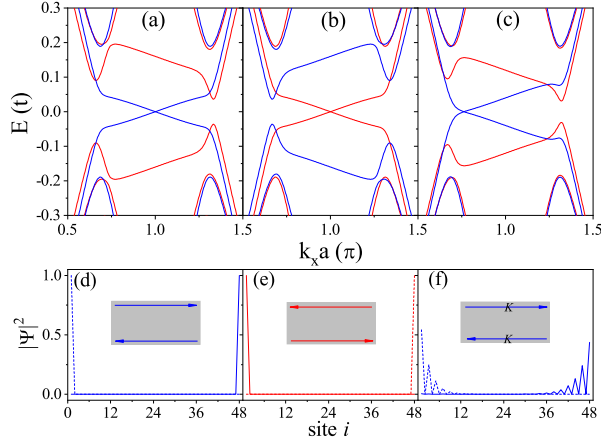 0.3
0.2
0.1
0.0
-0.1
-0.2
-0.3
E (t)
(a) (b) (c)
0.5 1.0 1.5 1.0 1.5 1.0 1.5
kₓa (π)
(d) (e) (f)
1.0
0.5
0.0
|Ψ|²
K
K
0 12 24 36 48 12 24 36 48 12 24 36 48
site i